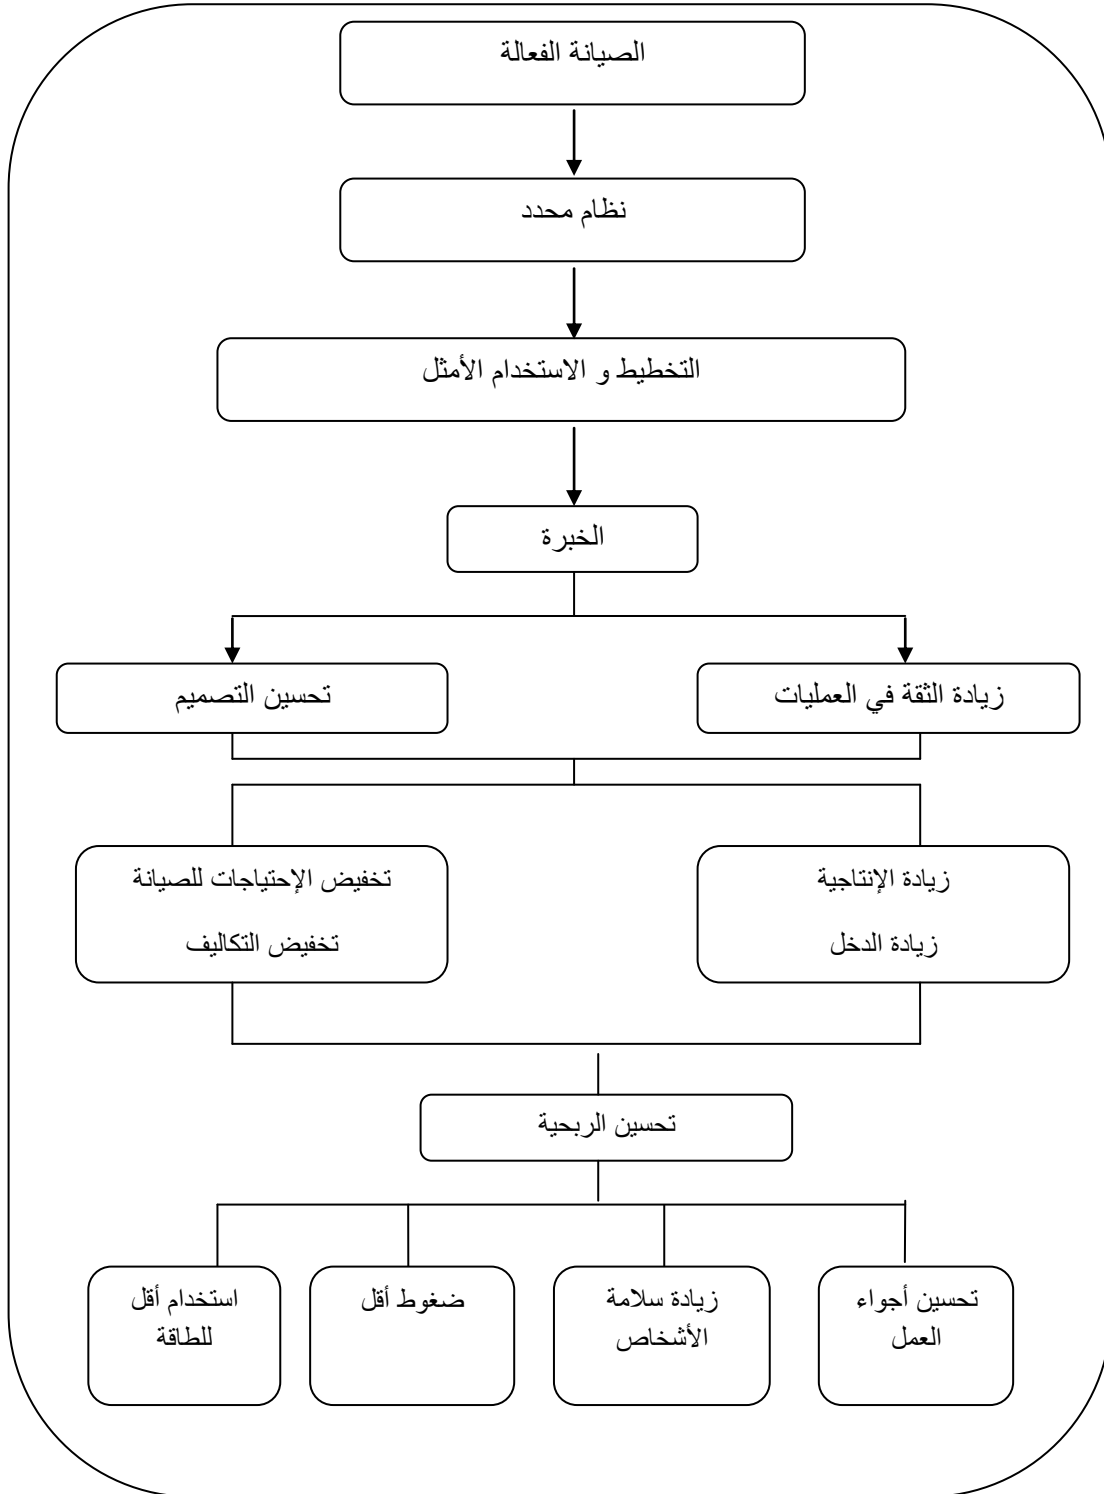 الصيانة الفعالة
نظام محدد
التخطيط و الاستخدام الأمثل
الخبرة
زيادة الثقة في العمليات
تحسين التصميم
زيادة الإنتاجية
زيادة الدخل
تخفيض الإحتياجات للصيانة
تخفيض التكاليف
تحسين الربحية
تحسين أجواء
العمل
زيادة سلامة
الأشخاص
ضغوط أقل
استخدام أقل
للطاقة